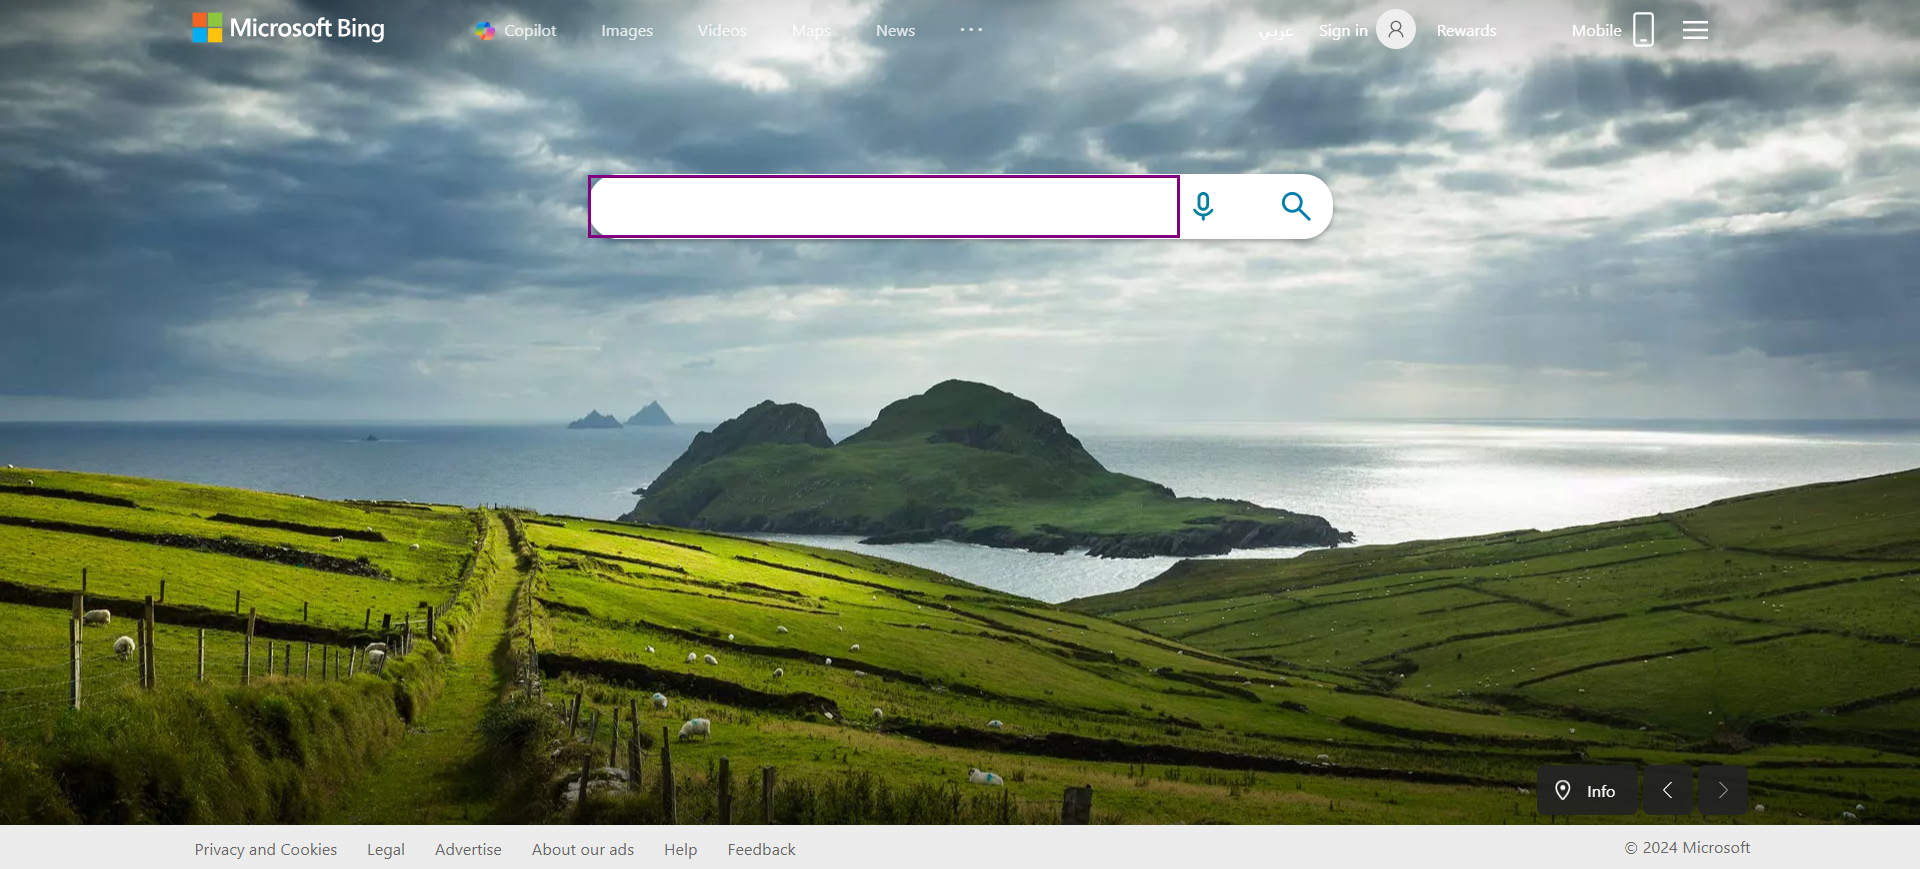 Microsoft Bing
Copilot
Images
Videos
Maps
News
عربي
Sign in
Rewards
Mobile
Info
Privacy and Cookies
Legal
Advertise
About our ads
Help
Feedback
© 2024 Microsoft